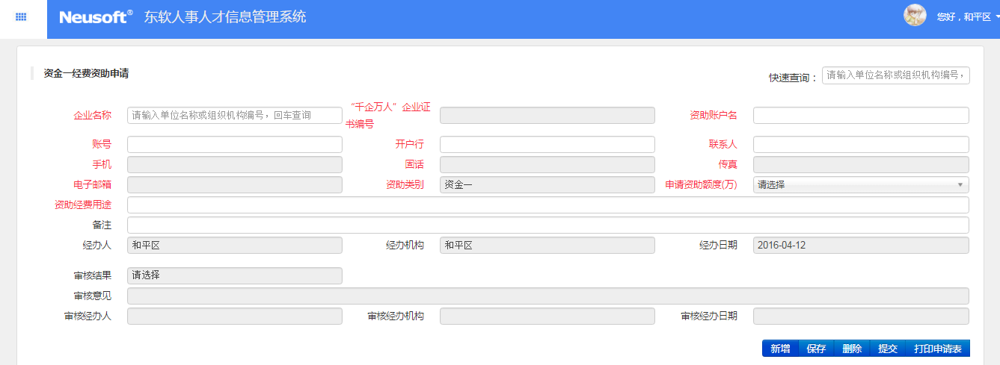 Neusoft® 东软人事人才信息管理系统
您好，和平区
资金一经费资助申请
快速查询： 请输入单位名称或组织机构编号，
企业名称 请输入单位名称或组织机构编号，回车查询 “千企万人”企业证书编号 资助账户名
账号 开户行 联系人
手机 固话 传真
电子邮箱 资助类别 资金一 申请资助额度(万) 请选择
资助经费用途
备注
经办人 和平区 经办机构 和平区 经办日期 2016-04-12
审核结果 请选择
审核意见
审核经办人 审核经办机构 审核经办日期
新增 保存 删除 提交 打印申请表